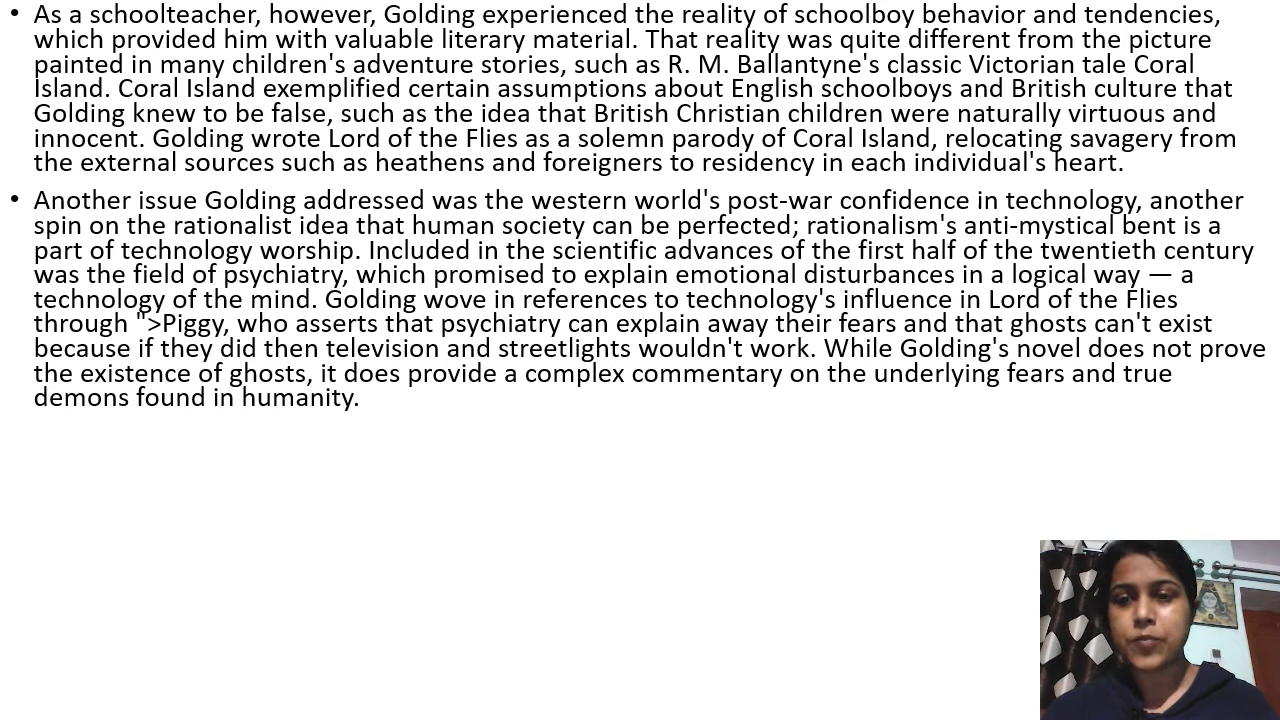 • As a schoolteacher, however, Golding experienced the reality of schoolboy behavior and tendencies,
which provided him with valuable literary material. That reality was quite different from the picture
painted in many children's adventure stories, such as R. M. Ballantyne's classic Victorian tale Coral
Island. Coral Island exemplified certain assumptions about English schoolboys and British culture that
Golding knew to be false, such as the idea that British Christian children were naturally virtuous and
innocent. Golding wrote Lord of the Flies as a solemn parody of Coral Island, relocating savagery from
the external sources such as heathens and foreigners to residency in each individual's heart.
• Another issue Golding addressed was the western world's post-war confidence in technology, another
spin on the rationalist idea that human society can be perfected; rationalism's anti-mystical bent is a
part of technology worship. Included in the scientific advances of the first half of the twentieth century
was the field of psychiatry, which promised to explain emotional disturbances in a logical way — a
technology of the mind. Golding wove in references to technology's influence in Lord of the Flies
through ">Piggy, who asserts that psychiatry can explain away their fears and that ghosts can't exist
because if they did then television and streetlights wouldn't work. While Golding's novel does not prove
the existence of ghosts, it does provide a complex commentary on the underlying fears and true
demons found in humanity.